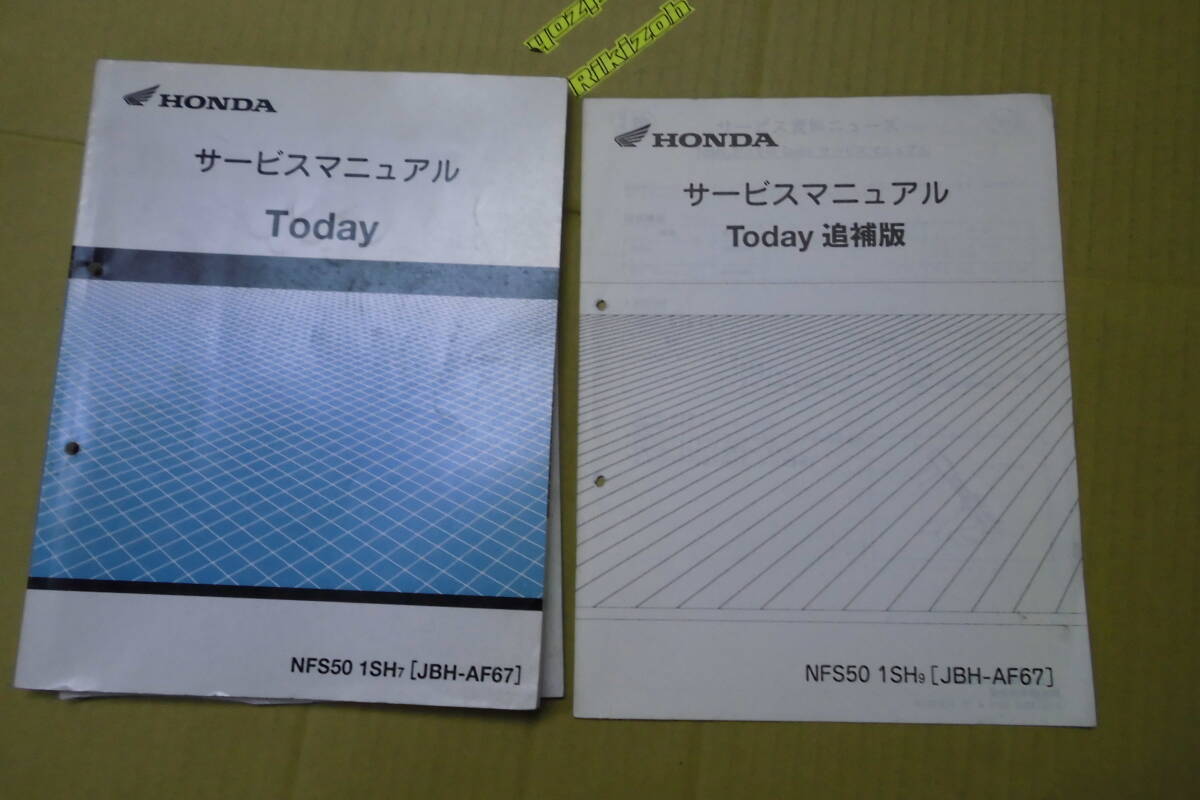 HONDA
サービスマニュアル
Today
NFS50 1SH7 [JBH-AF67]
Rikizoh
HONDA
サービスマニュアル
Today 追補版
NFS50 1SH9 [JBH-AF67]